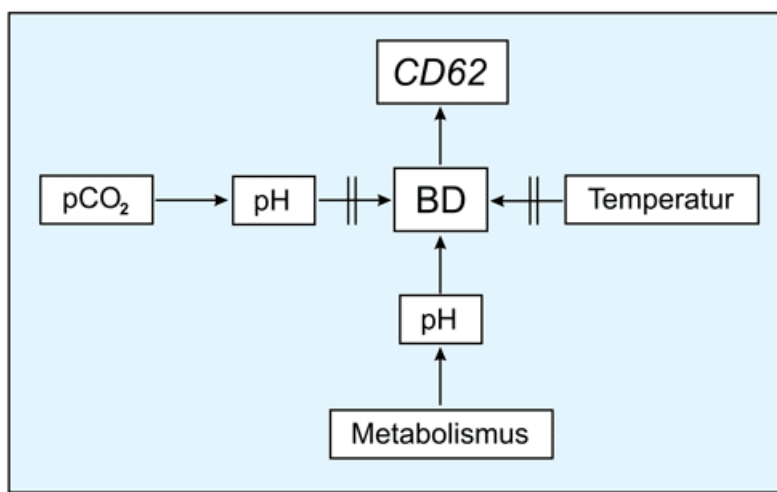 CD62
pCO₂
pH
BD
Temperatur
pH
Metabolismus